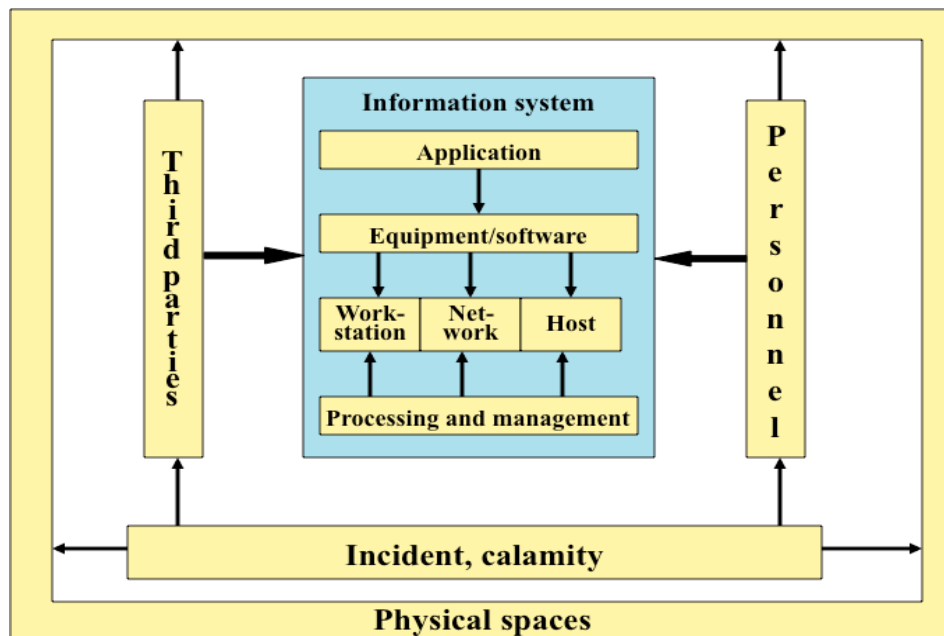 Information system
Application
Third parties
Personnel
Equipment/software
Work-
station
Net-
work
Host
Processing and management
Incident, calamity
Physical spaces